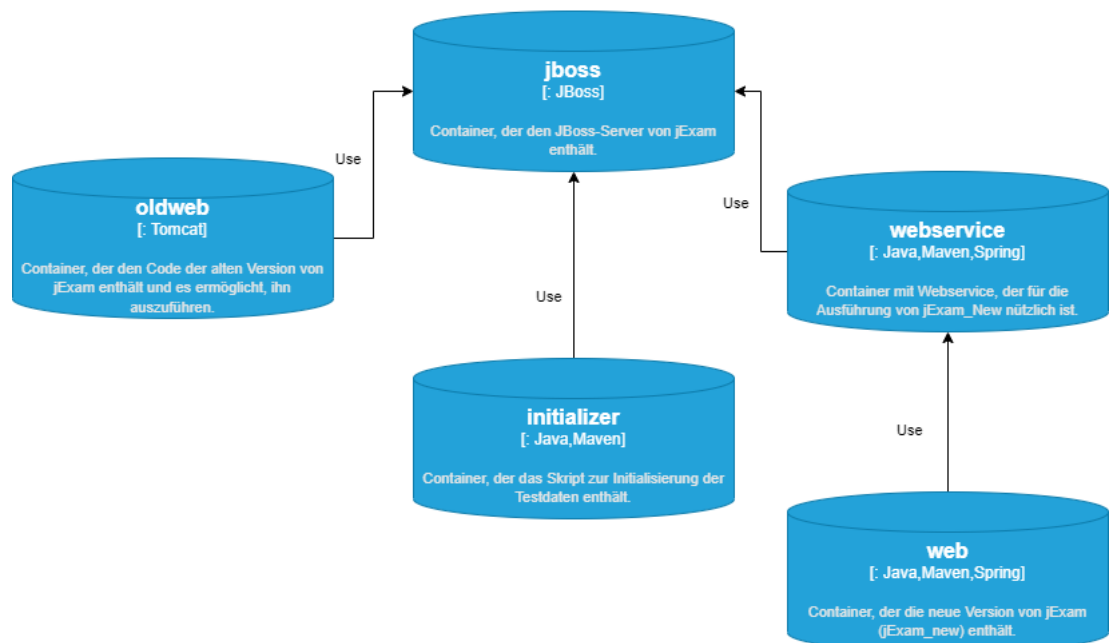 jboss
[: JBoss]
Container, der den JBoss-Server von jExam
enthält.
Use
oldweb
[: Tomcat]
Container, der den Code der alten Version von
jExam enthält und es ermöglicht, ihn
auszuführen.
Use
webservice
[: Java,Maven,Spring]
Container mit Webservice, der für die
Ausführung von jExam_New nützlich ist.
Use
initializer
[: Java,Maven]
Container, der das Skript zur Initialisierung der
Testdaten enthält.
Use
web
[: Java,Maven,Spring]
Container, der die neue Version von jExam
(jExam_new) enthält.